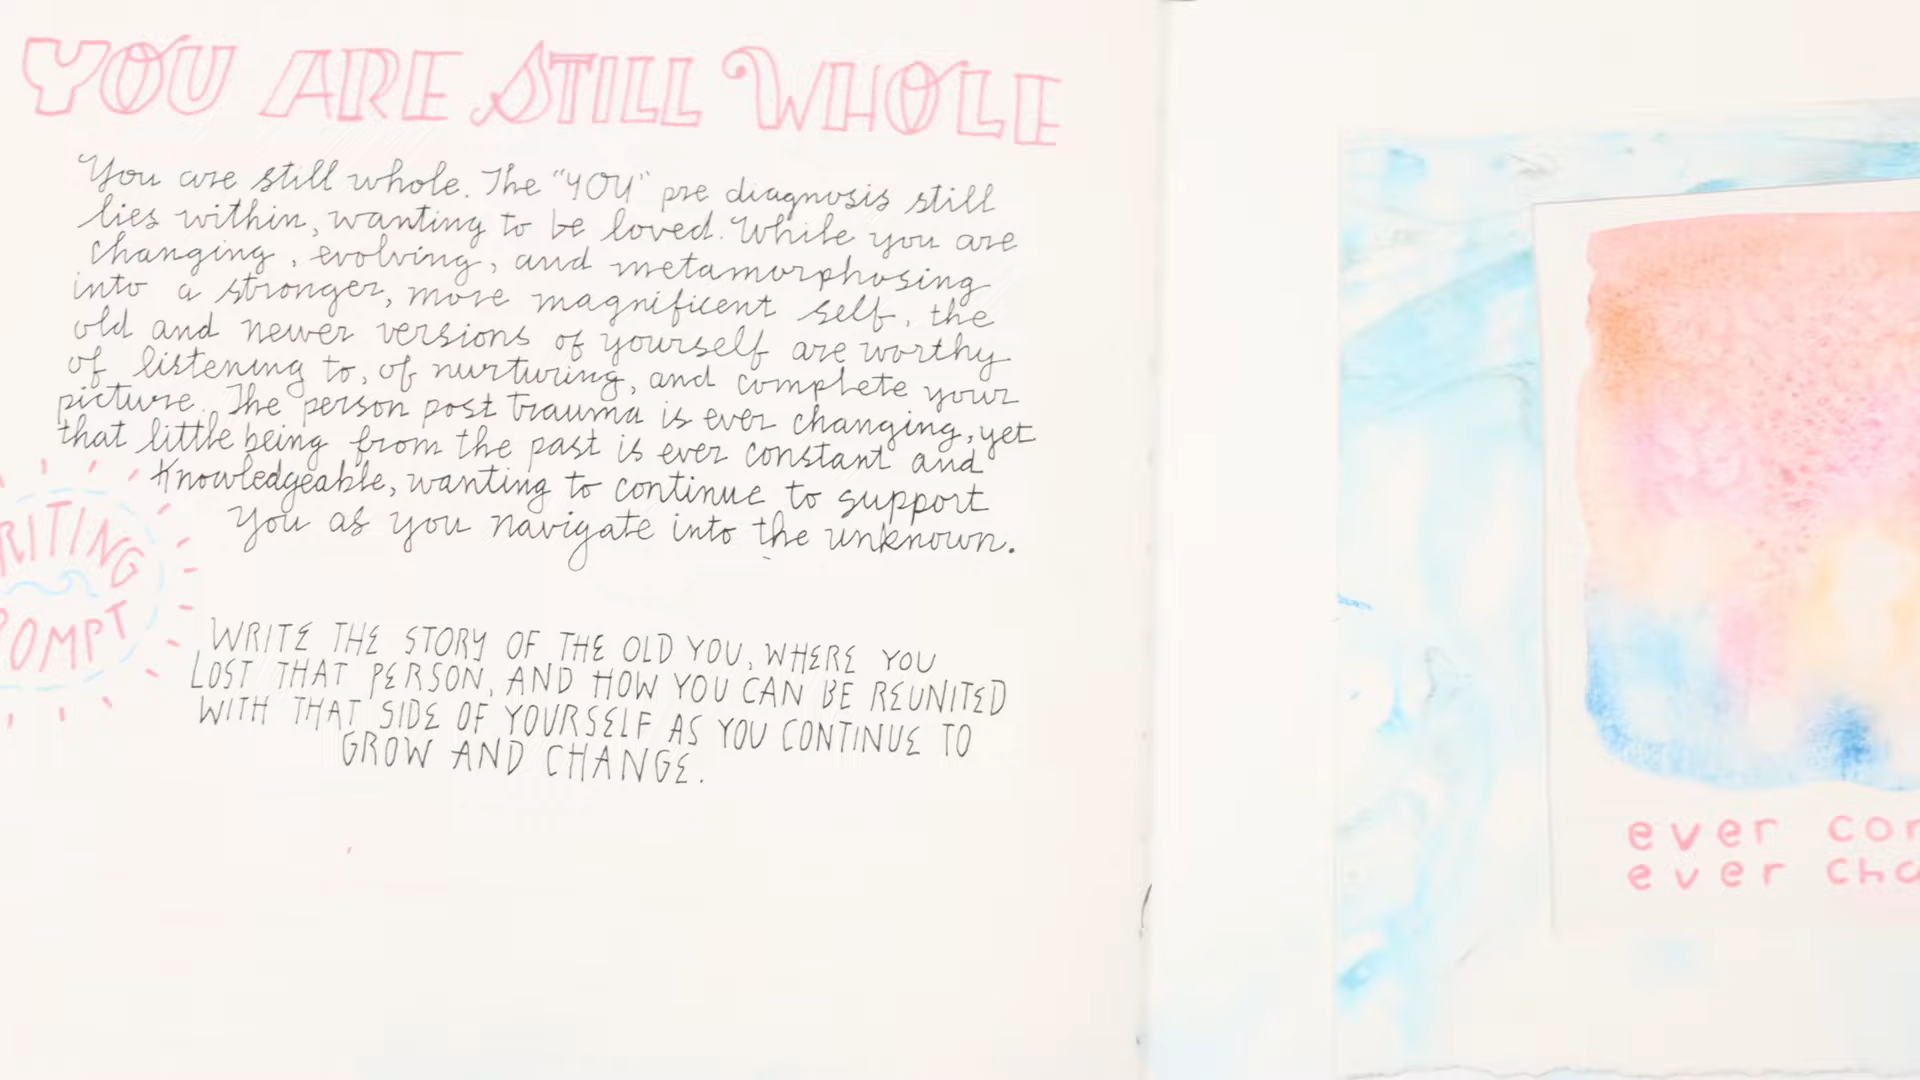 YOU ARE STILL WHOLE
You are still whole. The "YOU" pre diagnosis still
lies within, wanting to be loved. While you are
changing, evolving, and metamorphosing
into a stronger, more magnificent self, the
old and newer versions of yourself are worthy
of listening to, of nurturing, and complete your
picture. The person post trauma is ever changing, yet
that little being from the past is ever constant and
Knowledgeable, wanting to continue to support
you as you navigate into the unknown.
RITING
OMPT
WRITE THE STORY OF THE OLD YOU, WHERE YOU
LOST THAT PERSON, AND HOW YOU CAN BE REUNITED
WITH THAT SIDE OF YOURSELF AS YOU CONTINUE TO
GROW AND CHANGE.
ever con
ever cha